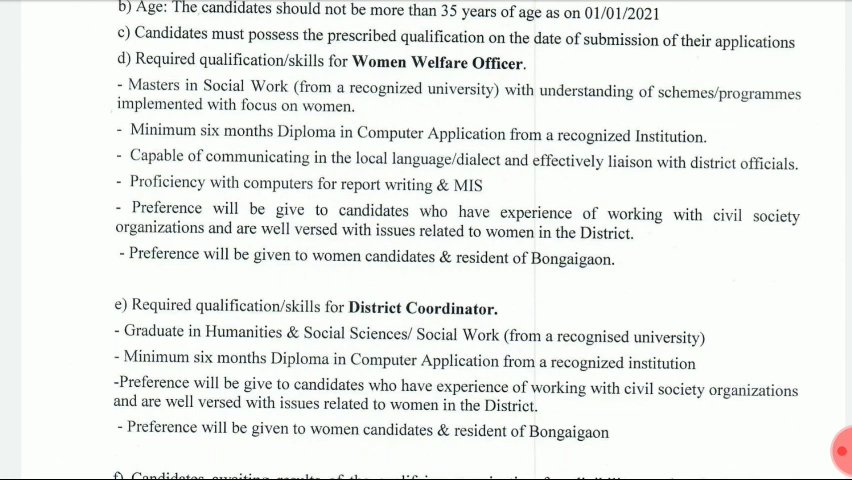 b) Age: The candidates should not be more than 35 years of age as on 01/01/2021
c) Candidates must possess the prescribed qualification on the date of submission of their applications
d) Required qualification/skills for Women Welfare Officer.
- Masters in Social Work (from a recognized university) with understanding of schemes/programmes
implemented with focus on women.
- Minimum six months Diploma in Computer Application from a recognized Institution.
- Capable of communicating in the local language/dialect and effectively liaison with district officials.
- Proficiency with computers for report writing & MIS
- Preference will be give to candidates who have experience of working with civil society
organizations and are well versed with issues related to women in the District.
- Preference will be given to women candidates & resident of Bongaigaon.
e) Required qualification/skills for District Coordinator.
- Graduate in Humanities & Social Sciences/ Social Work (from a recognised university)
- Minimum six months Diploma in Computer Application from a recognized institution
-Preference will be give to candidates who have experience of working with civil society organizations
and are well versed with issues related to women in the District.
- Preference will be given to women candidates & resident of Bongaigaon
f) Candidates awaiting results of the